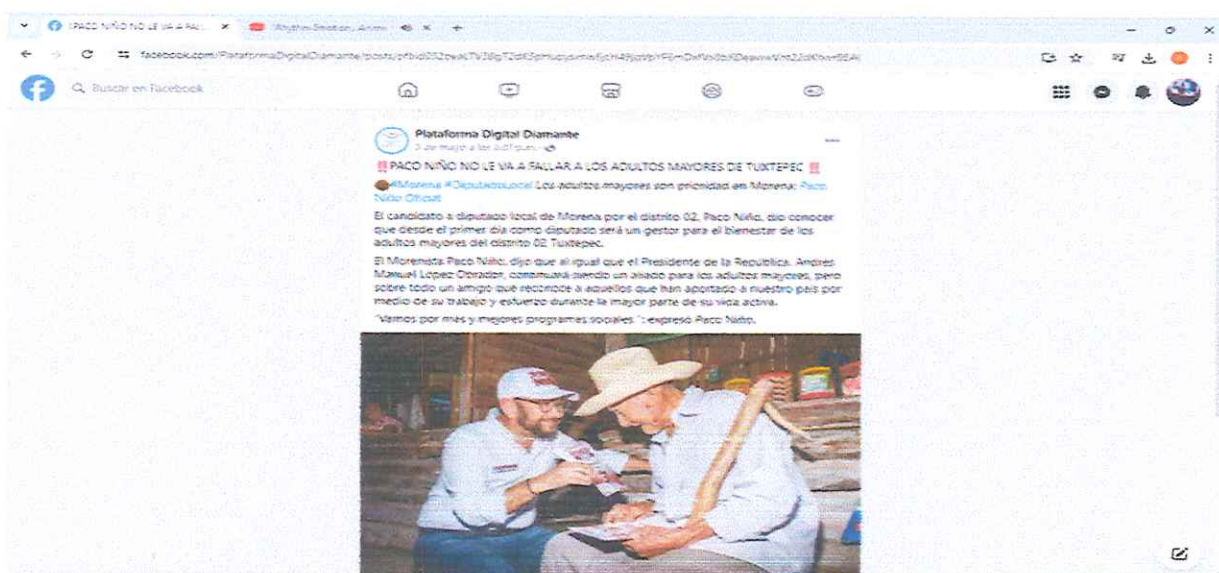 ¡PACO NIÑO NO LE VA A FALL
Buscar en Facebook
Plataforma Digital Diamante
‼️PACO NIÑO NO LE VA A FALLAR A LOS ADULTOS MAYORES DE TUXTEPEC ‼️
#Morena #DiputadoLocal Los adultos mayores son prioridad en Morena: Paco
Niño Oficial
El candidato a diputado local de Morena por el distrito 02, Paco Niño, dio conocer
que desde el primer día como diputado será un gestor para el bienestar de los
adultos mayores del distrito 02 Tuxtepec.
El Morenista Paco Niño, dijo que al igual que el Presidente de la República, Andrés
Manuel López Obrador, continuará siendo un aliado para los adultos mayores, pero
sobre todo un amigo que reconoce a aquellos que han aportado a nuestro país por
medio de su trabajo y esfuerzo durante la mayor parte de su vida activa.
"Vamos por más y mejores programas sociales ": expresó Paco Niño.